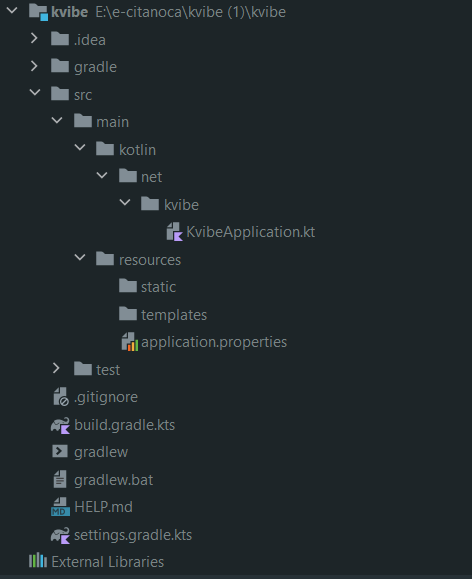 kvibe E:\e-citanoca\kvibe (1)\kvibe
.idea
gradle
src
main
kotlin
net
kvibe
KvibeApplication.kt
resources
static
templates
application.properties
test
.gitignore
build.gradle.kts
gradlew
gradlew.bat
MD HELP.md
settings.gradle.kts
External Libraries